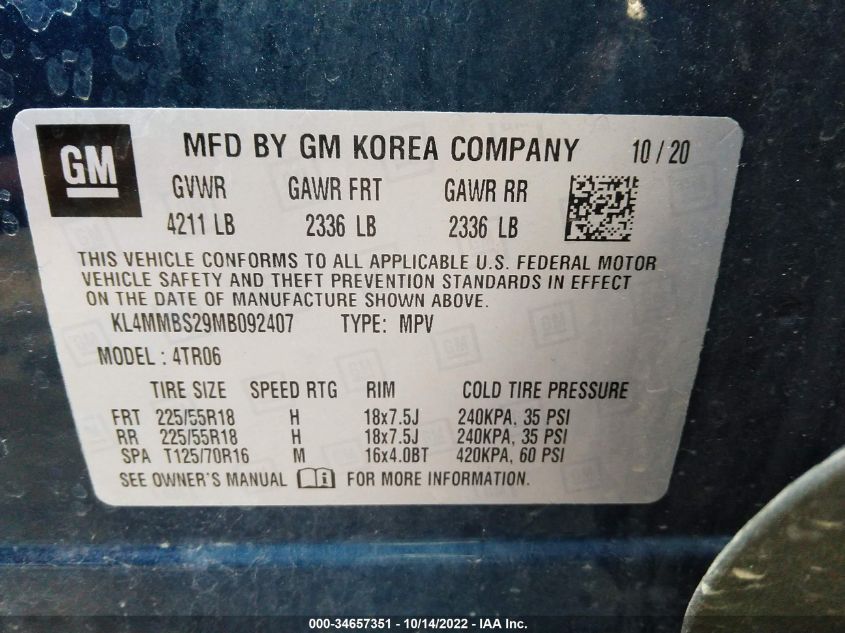 GM MFD BY GM KOREA COMPANY 10 / 20
GVWR GAWR FRT GAWR RR
4211 LB 2336 LB 2336 LB
THIS VEHICLE CONFORMS TO ALL APPLICABLE U.S. FEDERAL MOTOR
VEHICLE SAFETY AND THEFT PREVENTION STANDARDS IN EFFECT
ON THE DATE OF MANUFACTURE SHOWN ABOVE.
KL4MMBS29MB092407 TYPE: MPV
MODEL : 4TR06
TIRE SIZE SPEED RTG RIM COLD TIRE PRESSURE
FRT 225/55R18 H 18x7.5J 240KPA, 35 PSI
RR 225/55R18 H 18x7.5J 240KPA, 35 PSI
SPA T125/70R16 M 16x4.0BT 420KPA, 60 PSI
SEE OWNER'S MANUAL FOR MORE INFORMATION.
000-34657351 - 10/14/2022 - IAA Inc.